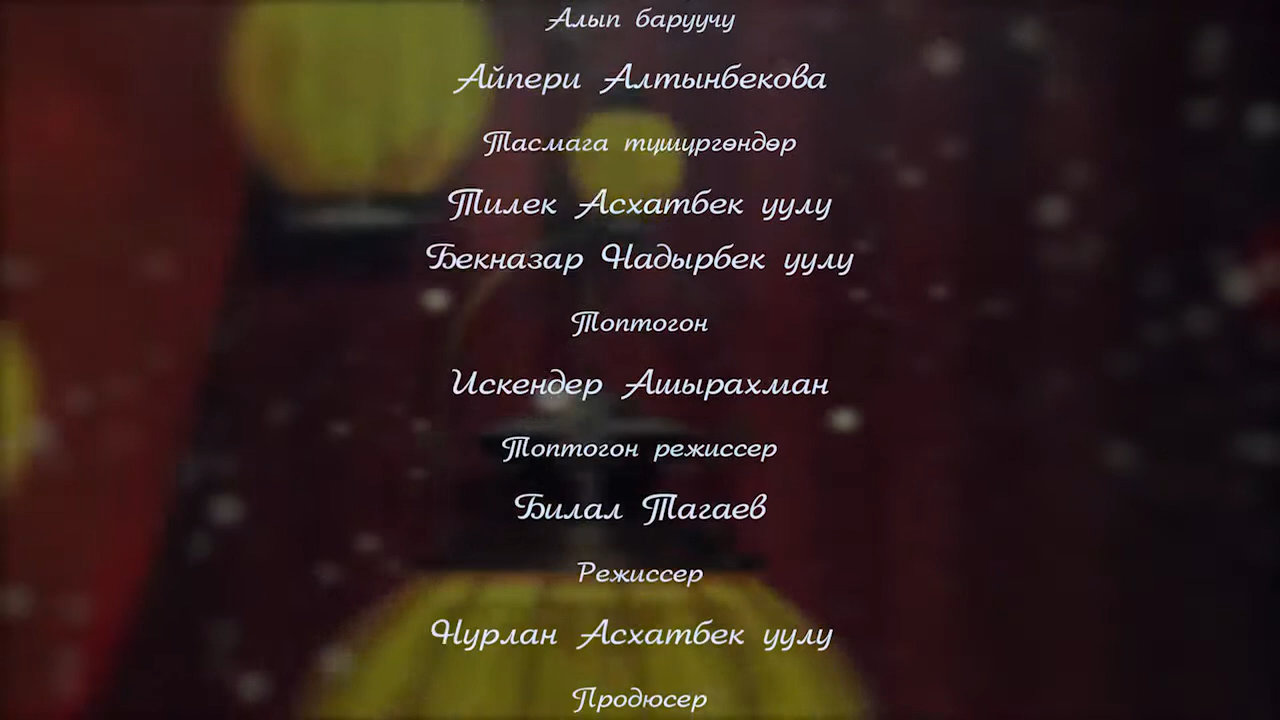 Алып баруучу
Айпери Алтынбекова
Тасмага түшүргөндөр
Тилек Асхатбек уулу
Бекназар Надырбек уулу
Топтогон
Искендер Ашырахман
Топтогон режиссер
Билал Тагаев
Режиссер
Нурлан Асхатбек уулу
Продюсер